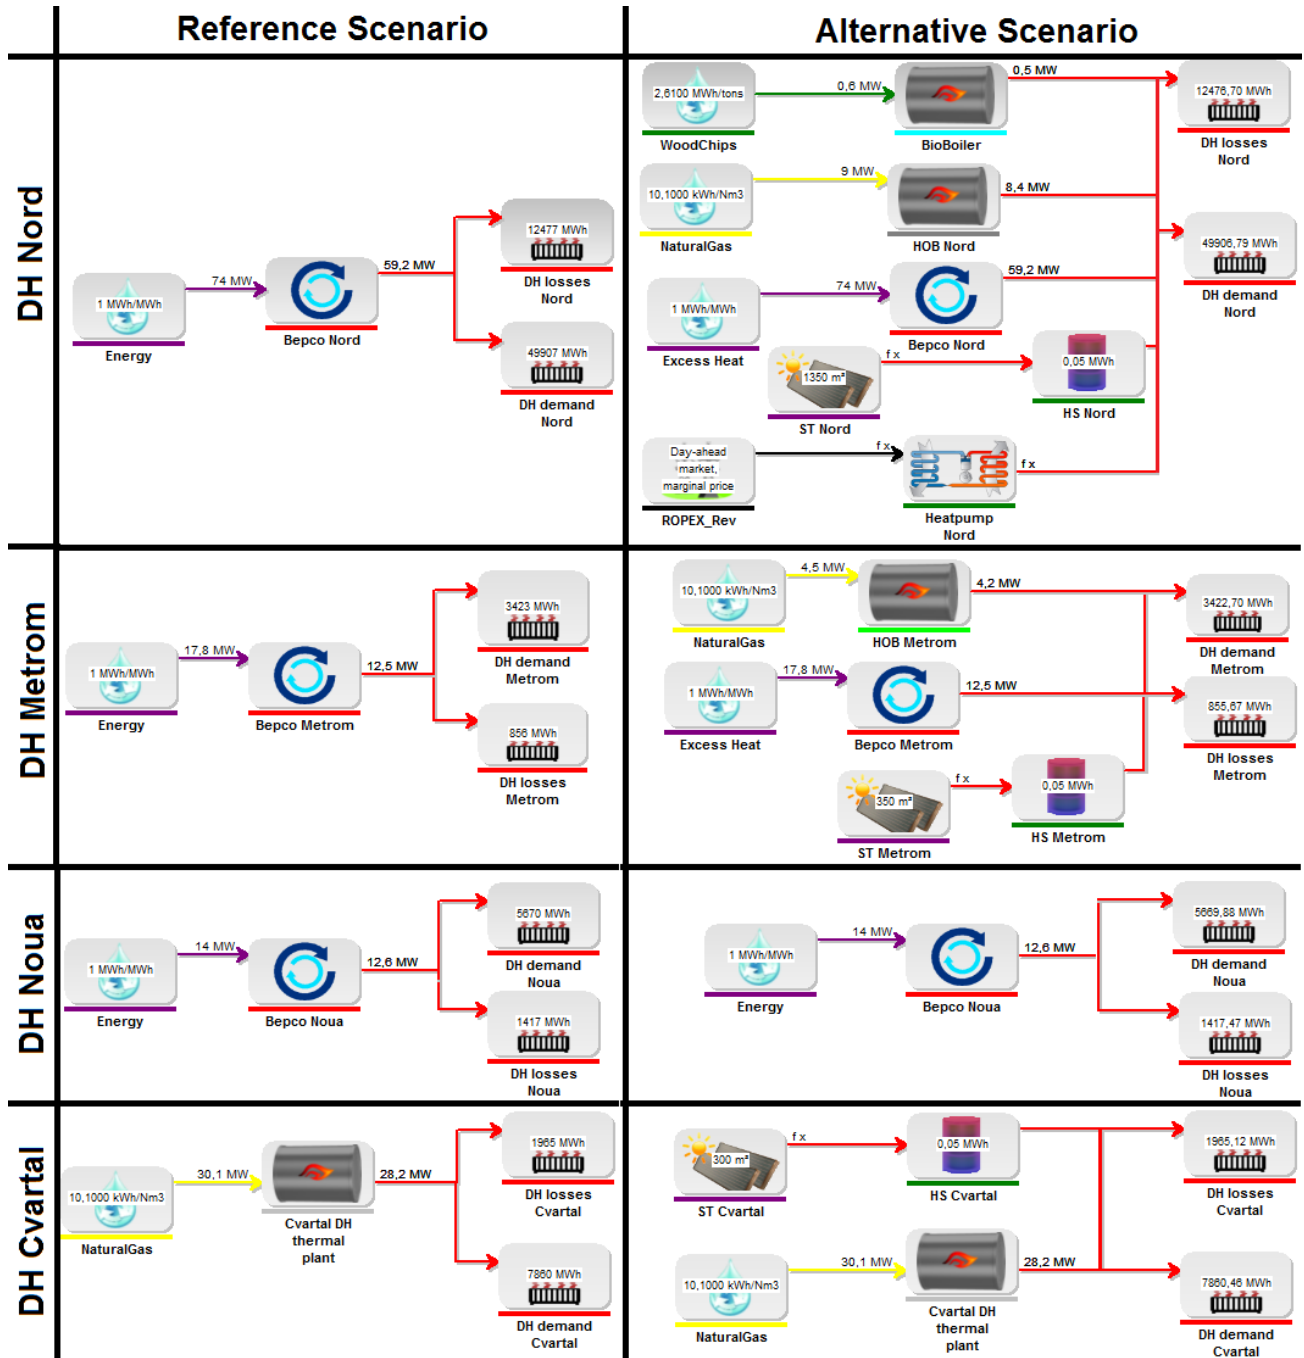 Reference Scenario
Alternative Scenario
DH Nord
74 MW
1 MWh/MWh
Energy
Bepco Nord
59,2 MW
12477 MWh
DH losses
Nord
49907 MWh
DH demand
Nord
2,6100 MWh/tons
WoodChips
0,6 MW
BioBoiler
0,5 MW
12476,70 MWh
DH losses
Nord
10,1000 kWh/Nm3
NaturalGas
9 MW
HOB Nord
8,4 MW
49906,79 MWh
DH demand
Nord
1 MWh/MWh
Excess Heat
74 MW
Bepco Nord
59,2 MW
1350 m²
ST Nord
f x
0,05 MWh
HS Nord
Day-ahead
market,
marginal price
ROPEX_Rev
f x
Heatpump
Nord
f x
DH Metrom
1 MWh/MWh
Energy
17,8 MW
Bepco Metrom
12,5 MW
3423 MWh
DH demand
Metrom
856 MWh
DH losses
Metrom
10,1000 kWh/Nm3
NaturalGas
4,5 MW
HOB Metrom
4,2 MW
3422,70 MWh
DH demand
Metrom
1 MWh/MWh
Excess Heat
17,8 MW
Bepco Metrom
12,5 MW
855,67 MWh
DH losses
Metrom
350 m²
ST Metrom
f x
0,05 MWh
HS Metrom
DH Noua
1 MWh/MWh
Energy
14 MW
Bepco Noua
12,6 MW
5670 MWh
DH demand
Noua
1417 MWh
DH losses
Noua
1 MWh/MWh
Energy
14 MW
Bepco Noua
12,6 MW
5669,88 MWh
DH demand
Noua
1417,47 MWh
DH losses
Noua
DH Cvartal
10,1000 kWh/Nm3
NaturalGas
30,1 MW
Cvartal DH
thermal
plant
28,2 MW
1965 MWh
DH losses
Cvartal
7860 MWh
DH demand
Cvartal
300 m²
ST Cvartal
f x
0,05 MWh
HS Cvartal
1965,12 MWh
DH losses
Cvartal
10,1000 kWh/Nm3
NaturalGas
30,1 MW
Cvartal DH
thermal
plant
28,2 MW
7860,46 MWh
DH demand
Cvartal